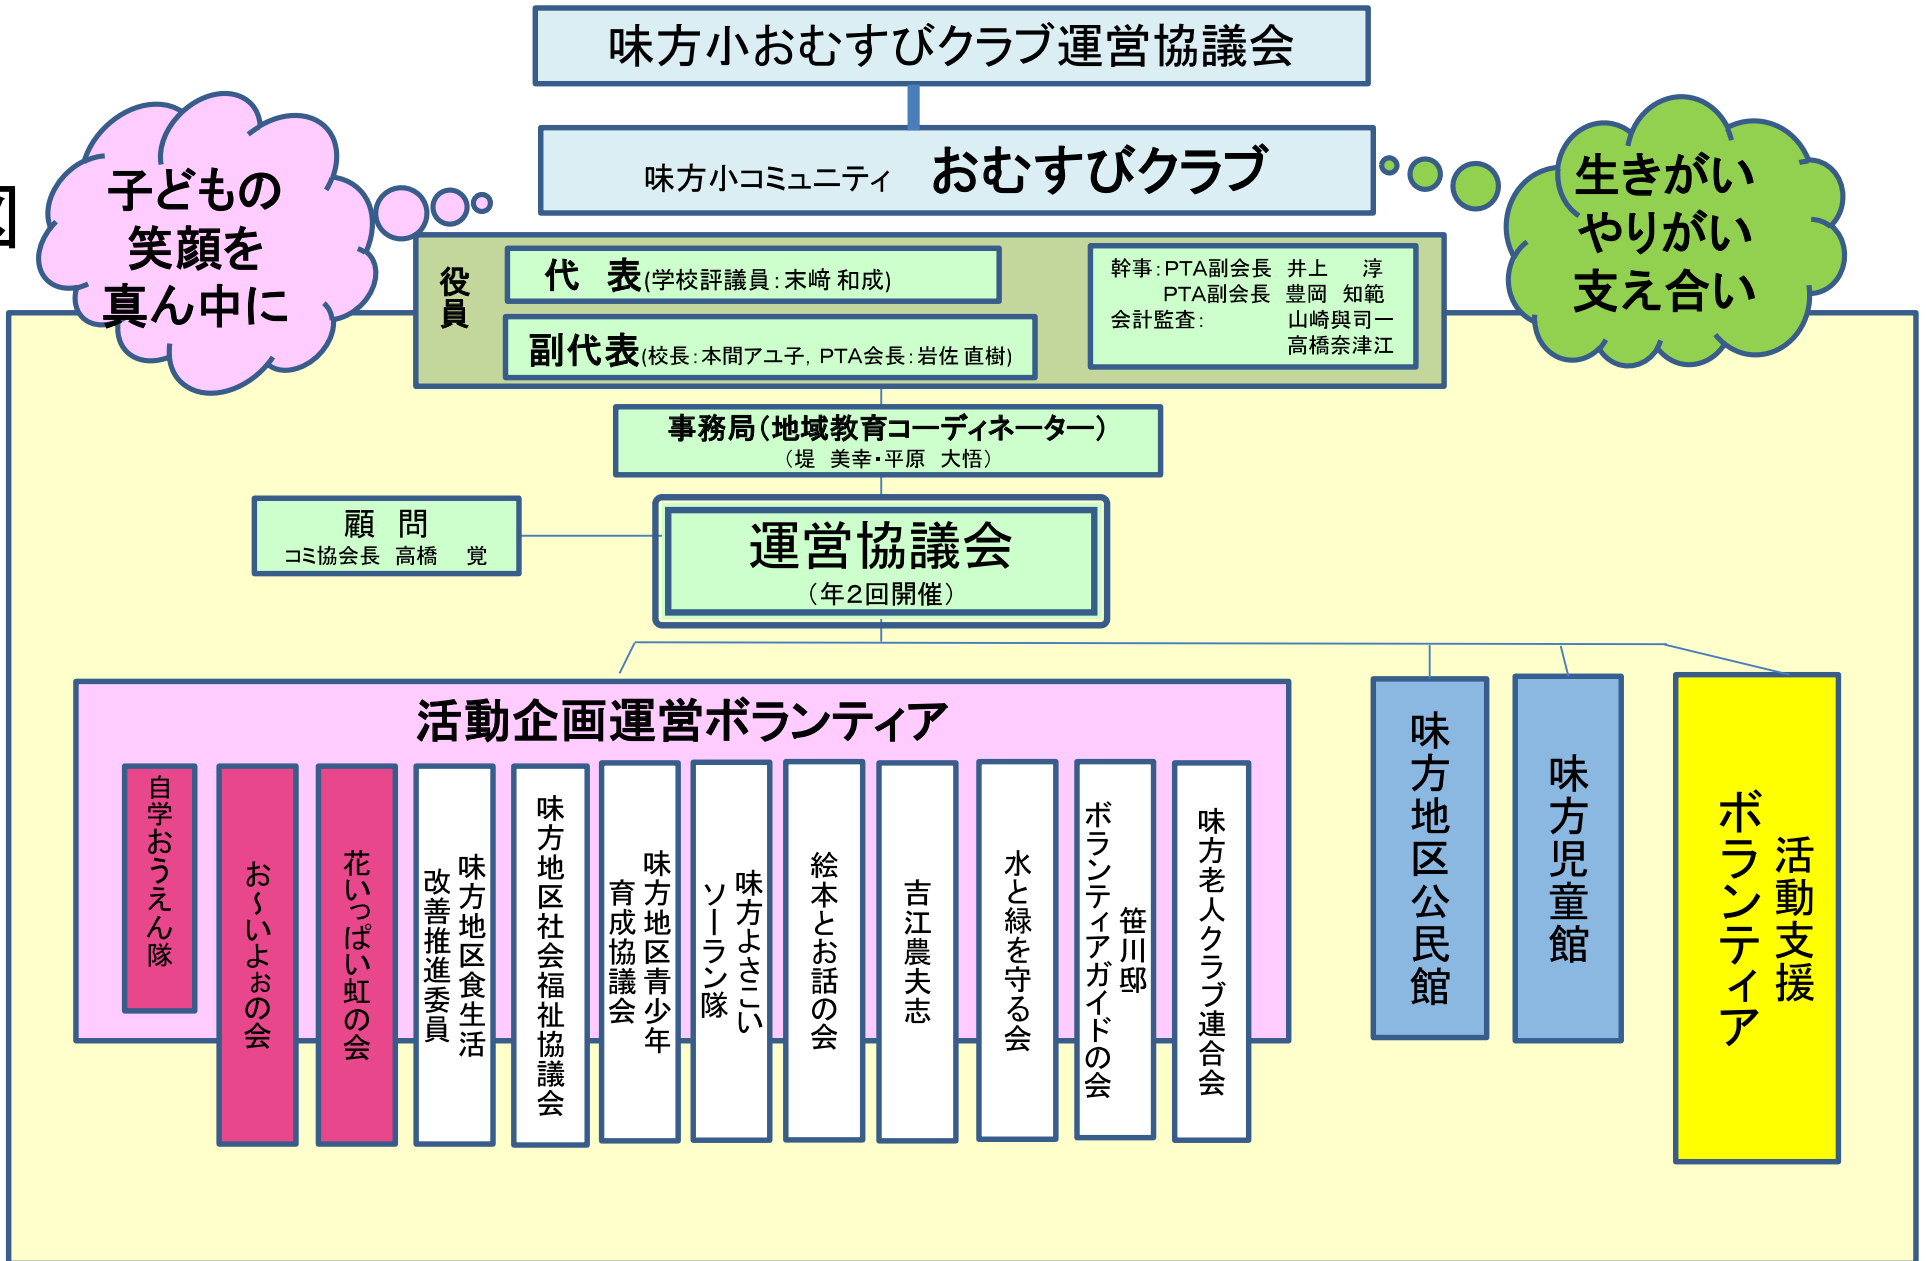 味方小おむすびクラブ運営協議会
味方小コミュニティ　おむすびクラブ
図
子どもの
笑顔を
真ん中に
生きがい
やりがい
支え合い
役員
代　表(学校評議員：末﨑 和成)
副代表(校長：本間アユ子，PTA会長：岩佐 直樹)
幹事：PTA副会長　井上　　淳
PTA副会長　豊岡　知範
会計監査：　　　　山崎與司一
高橋奈津江
事務局（地域教育コーディネーター）
（堤　美幸・平原　大悟）
顧　問
コミ協会長　高橋　　覚
運営協議会
（年２回開催）
活動企画運営ボランティア
自学おうえん隊
お～いよぉの会
花いっぱい虹の会
味方地区食生活
改善推進委員
味方地区社会福祉協議会
味方地区青少年
育成協議会
味方よさこい
ソーラン隊
絵本とお話の会
吉江農夫志
水と緑を守る会
笹川邸
ボランティアガイドの会
味方老人クラブ連合会
味方地区公民館
味方児童館
活動支援
ボランティア